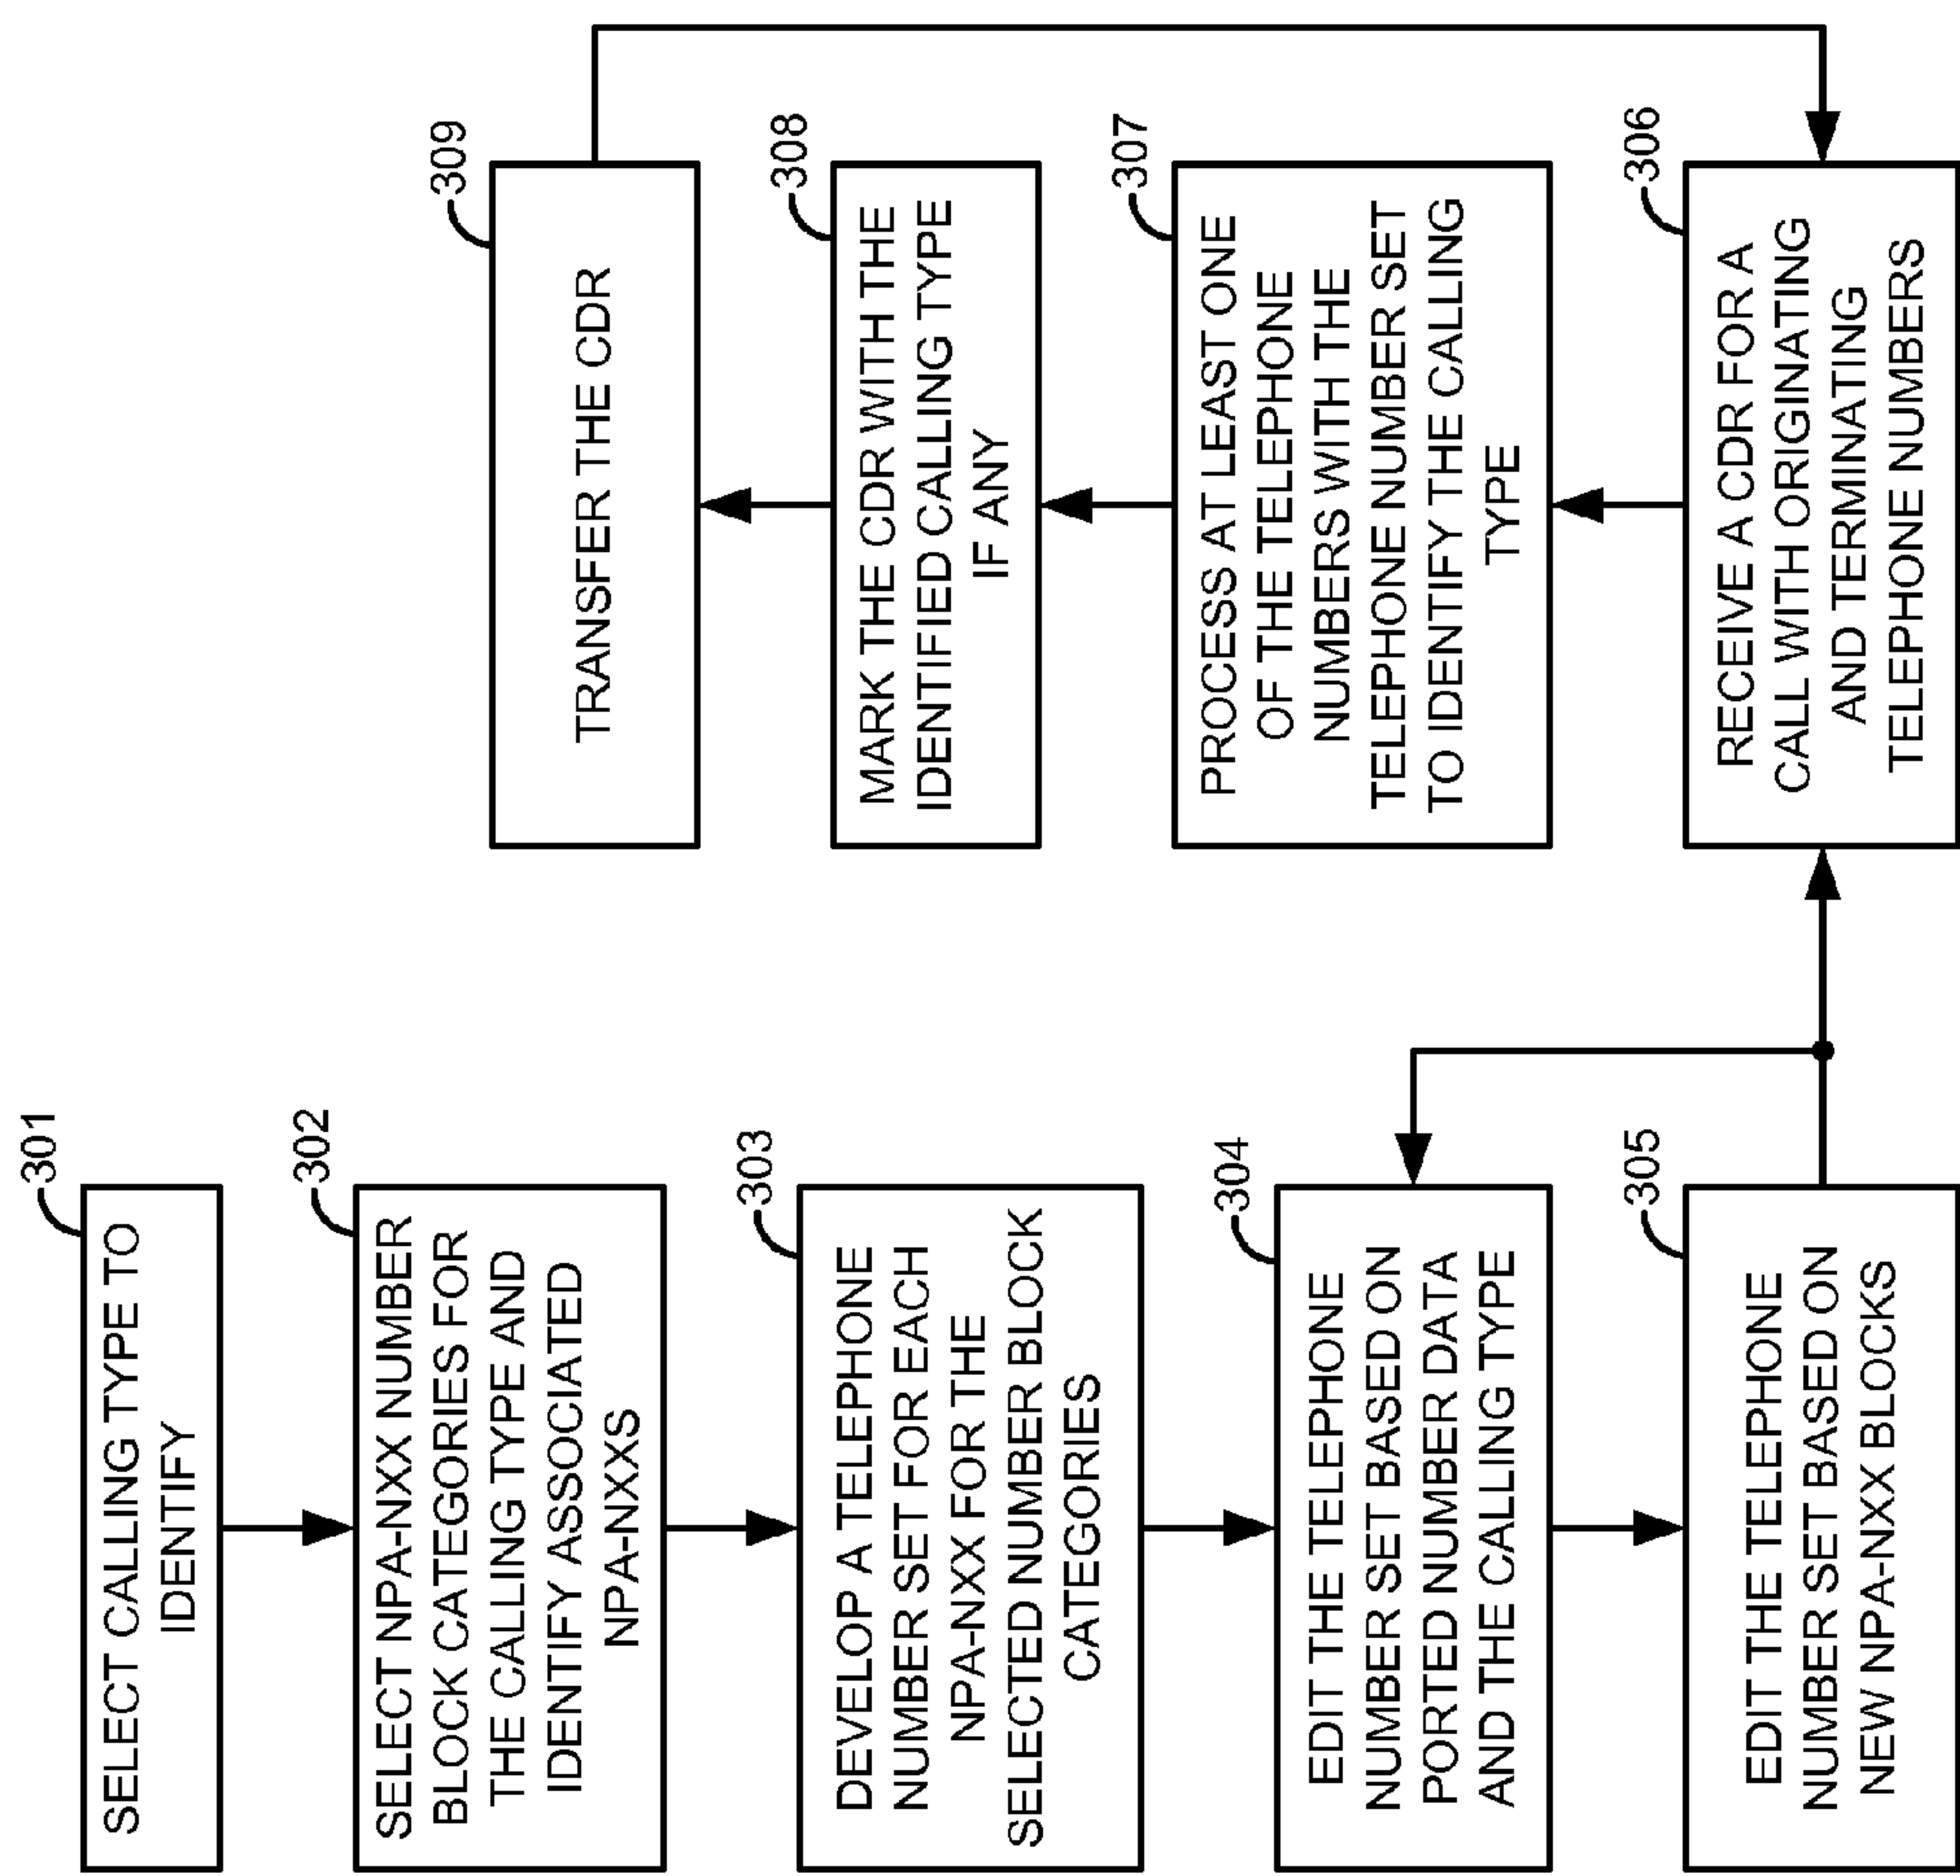 301
SELECT CALLING TYPE TO
IDENTIFY
302
SELECT NPA-NXX NUMBER
BLOCK CATEGORIES FOR
THE CALLING TYPE AND
IDENTIFY ASSOCIATED
NPA-NXXS
303
DEVELOP A TELEPHONE
NUMBER SET FOR EACH
NPA-NXX FOR THE
SELECTED NUMBER BLOCK
CATEGORIES
304
EDIT THE TELEPHONE
NUMBER SET BASED ON
PORTED NUMBER DATA
AND THE CALLING TYPE
305
EDIT THE TELEPHONE
NUMBER SET BASED ON
NEW NPA-NXX BLOCKS
306
RECEIVE A CDR FOR A
CALL WITH ORIGINATING
AND TERMINATING
TELEPHONE NUMBERS
307
PROCESS AT LEAST ONE
OF THE TELEPHONE
NUMBERS WITH THE
TELEPHONE NUMBER SET
TO IDENTIFY THE CALLING
TYPE
308
MARK THE CDR WITH THE
IDENTIFIED CALLING TYPE
IF ANY
309
TRANSFER THE CDR